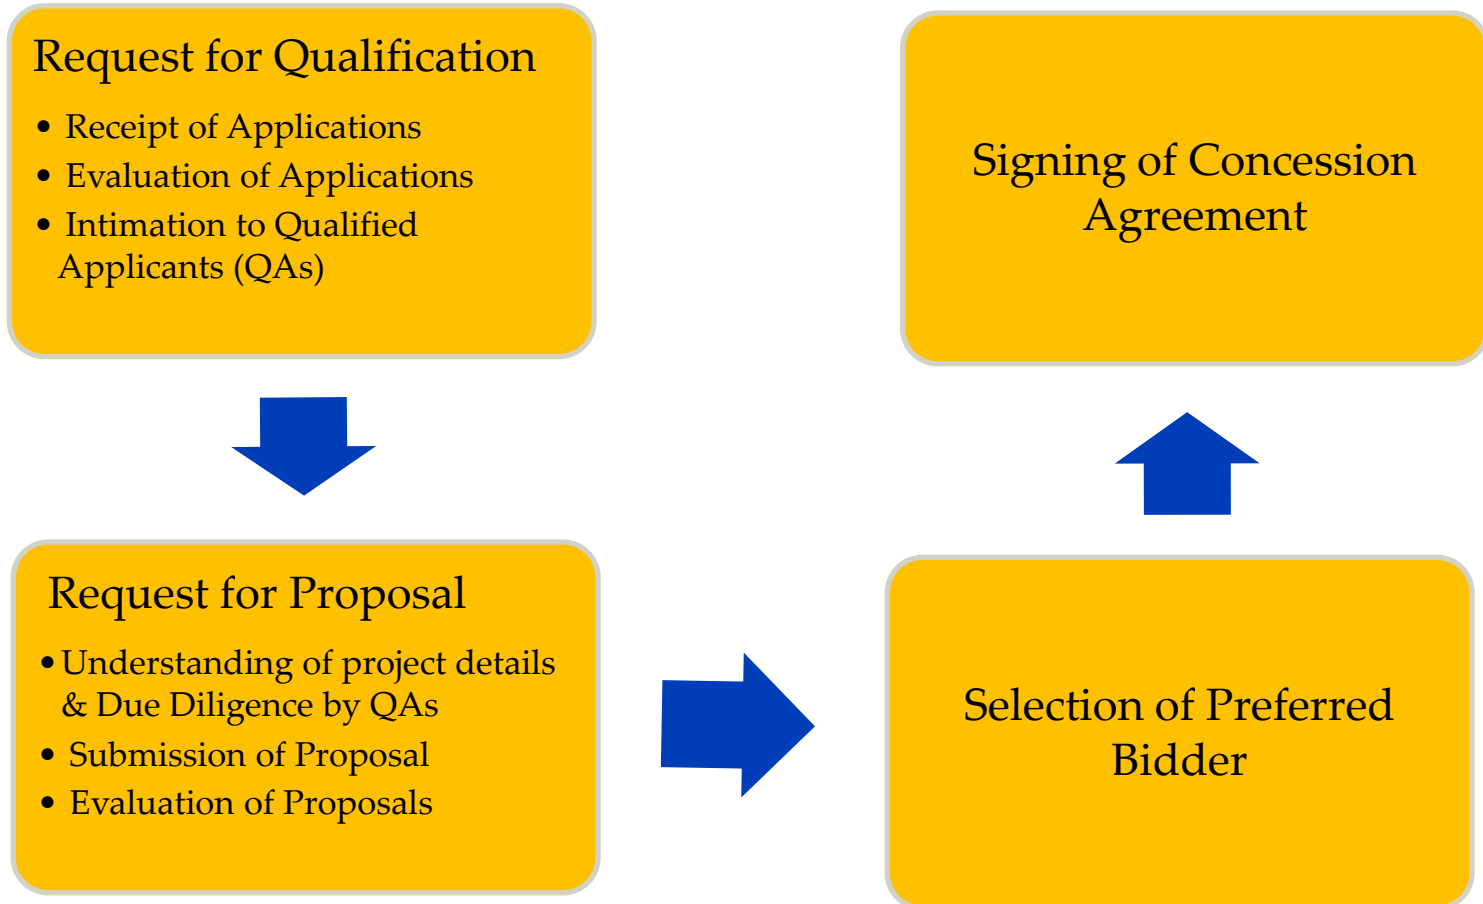 Request for Qualification
• Receipt of Applications
• Evaluation of Applications
• Intimation to Qualified
Applicants (QAs)
Request for Proposal
• Understanding of project details
& Due Diligence by QAs
• Submission of Proposal
• Evaluation of Proposals
Selection of Preferred
Bidder
Signing of Concession
Agreement